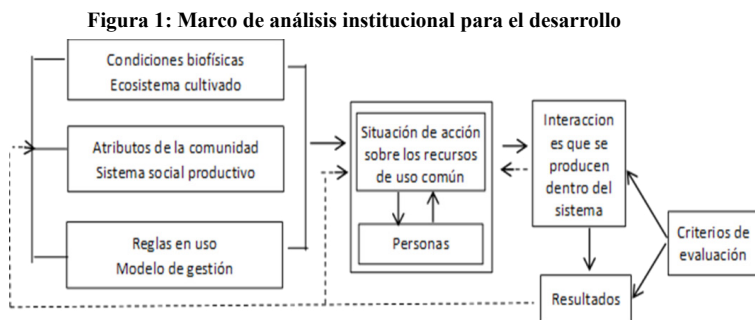 Figura 1: Marco de análisis institucional para el desarrollo
Condiciones biofísicas
Ecosistema cultivado
Atributos de la comunidad
Sistema social productivo
Reglas en uso
Modelo de gestión
Situación de acción
sobre los recursos
de uso común
Personas
Interaccion
es que se
producen
dentro del
sistema
Resultados
Criterios de
evaluación